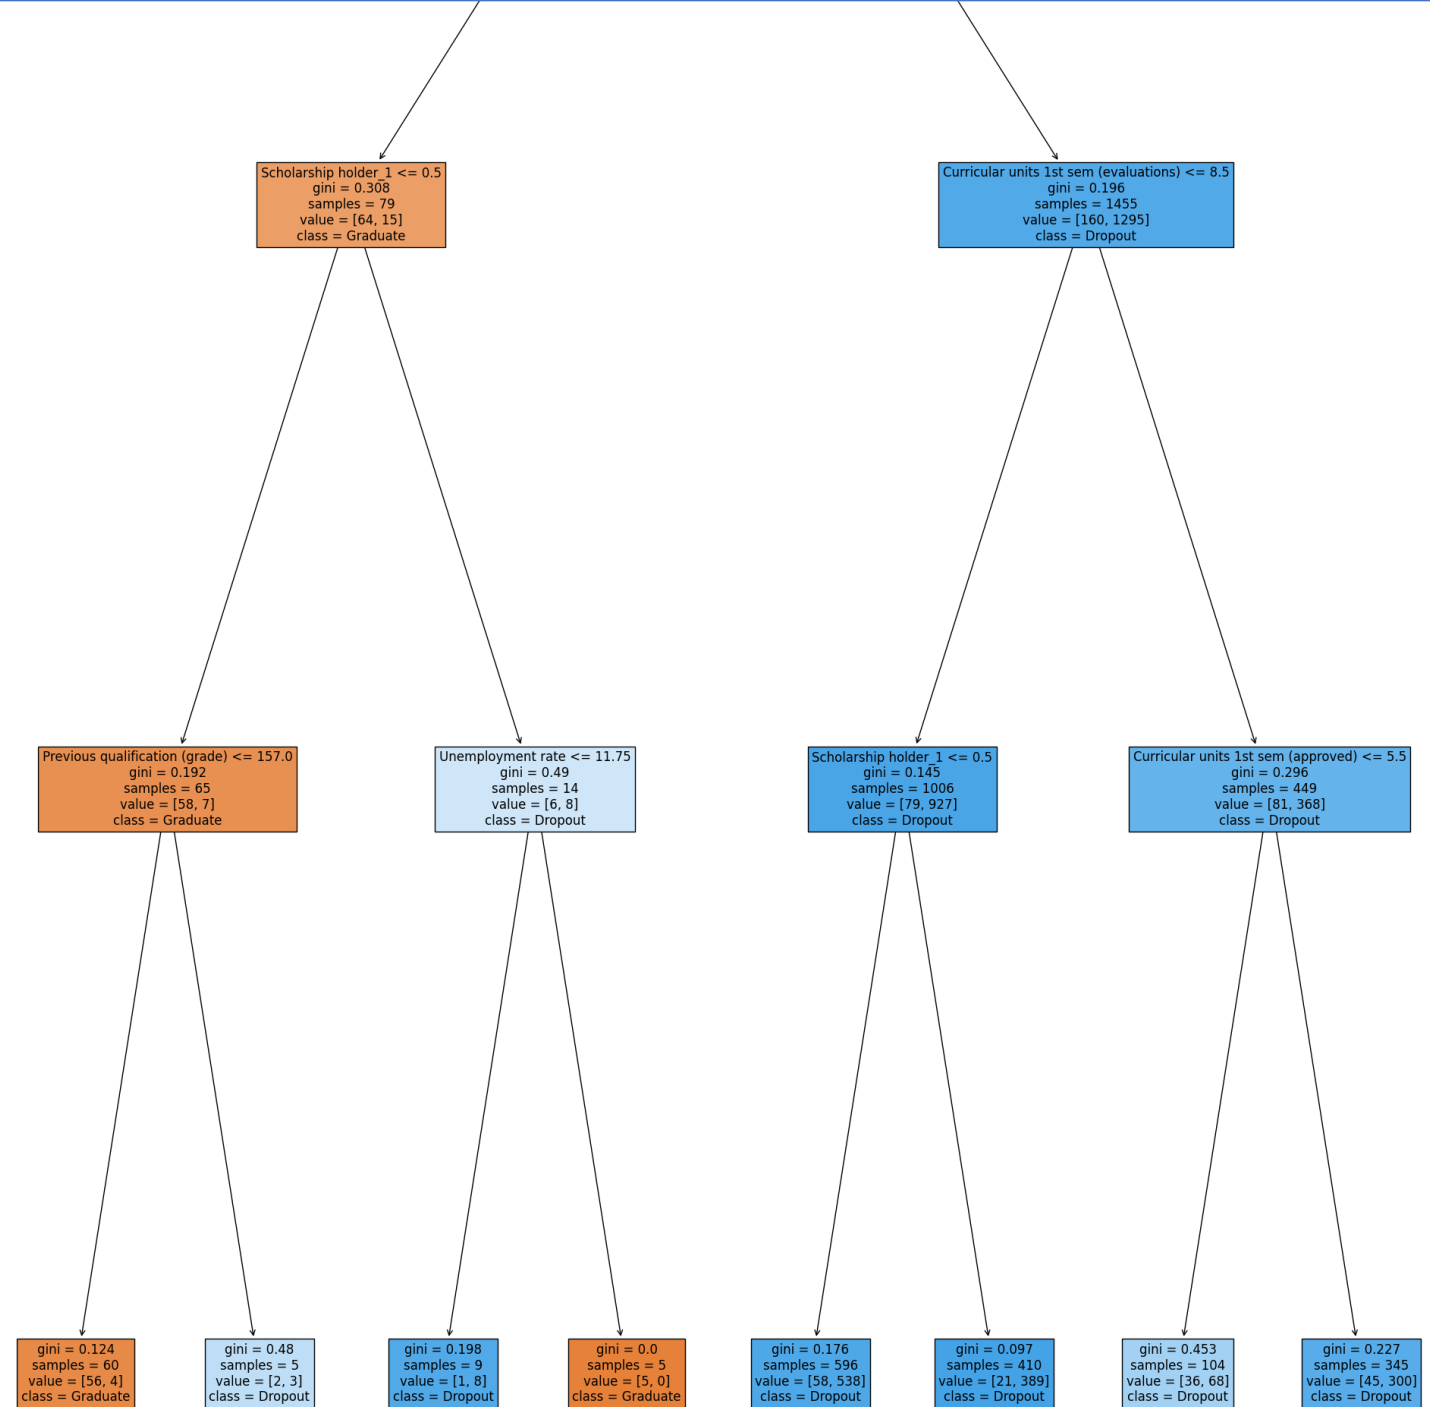 Scholarship holder_1 <= 0.5
gini = 0.308
samples = 79
value = [64, 15]
class = Graduate
Curricular units 1st sem (evaluations) <= 8.5
gini = 0.196
samples = 1455
value = [160, 1295]
class = Dropout
Previous qualification (grade) <= 157.0
gini = 0.192
samples = 65
value = [58, 7]
class = Graduate
Unemployment rate <= 11.75
gini = 0.49
samples = 14
value = [6, 8]
class = Dropout
Scholarship holder_1 <= 0.5
gini = 0.145
samples = 1006
value = [79, 927]
class = Dropout
Curricular units 1st sem (approved) <= 5.5
gini = 0.296
samples = 449
value = [81, 368]
class = Dropout
gini = 0.124
samples = 60
value = [56, 4]
class = Graduate
gini = 0.48
samples = 5
value = [2, 3]
class = Dropout
gini = 0.198
samples = 9
value = [1, 8]
class = Dropout
gini = 0.0
samples = 5
value = [5, 0]
class = Graduate
gini = 0.176
samples = 596
value = [58, 538]
class = Dropout
gini = 0.097
samples = 410
value = [21, 389]
class = Dropout
gini = 0.453
samples = 104
value = [36, 68]
class = Dropout
gini = 0.227
samples = 345
value = [45, 300]
class = Dropout